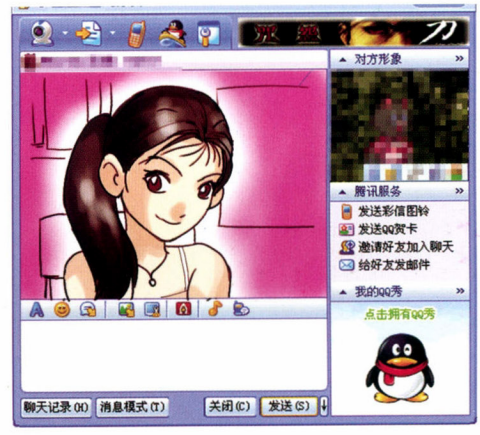 刀
对方形象
腾讯服务
发送彩信图铃
发送QQ贺卡
邀请好友加入聊天
给好友发邮件
我的QQ秀
点击拥有QQ秀
聊天记录(H)
消息模式(T)
关闭(C)
发送(S)